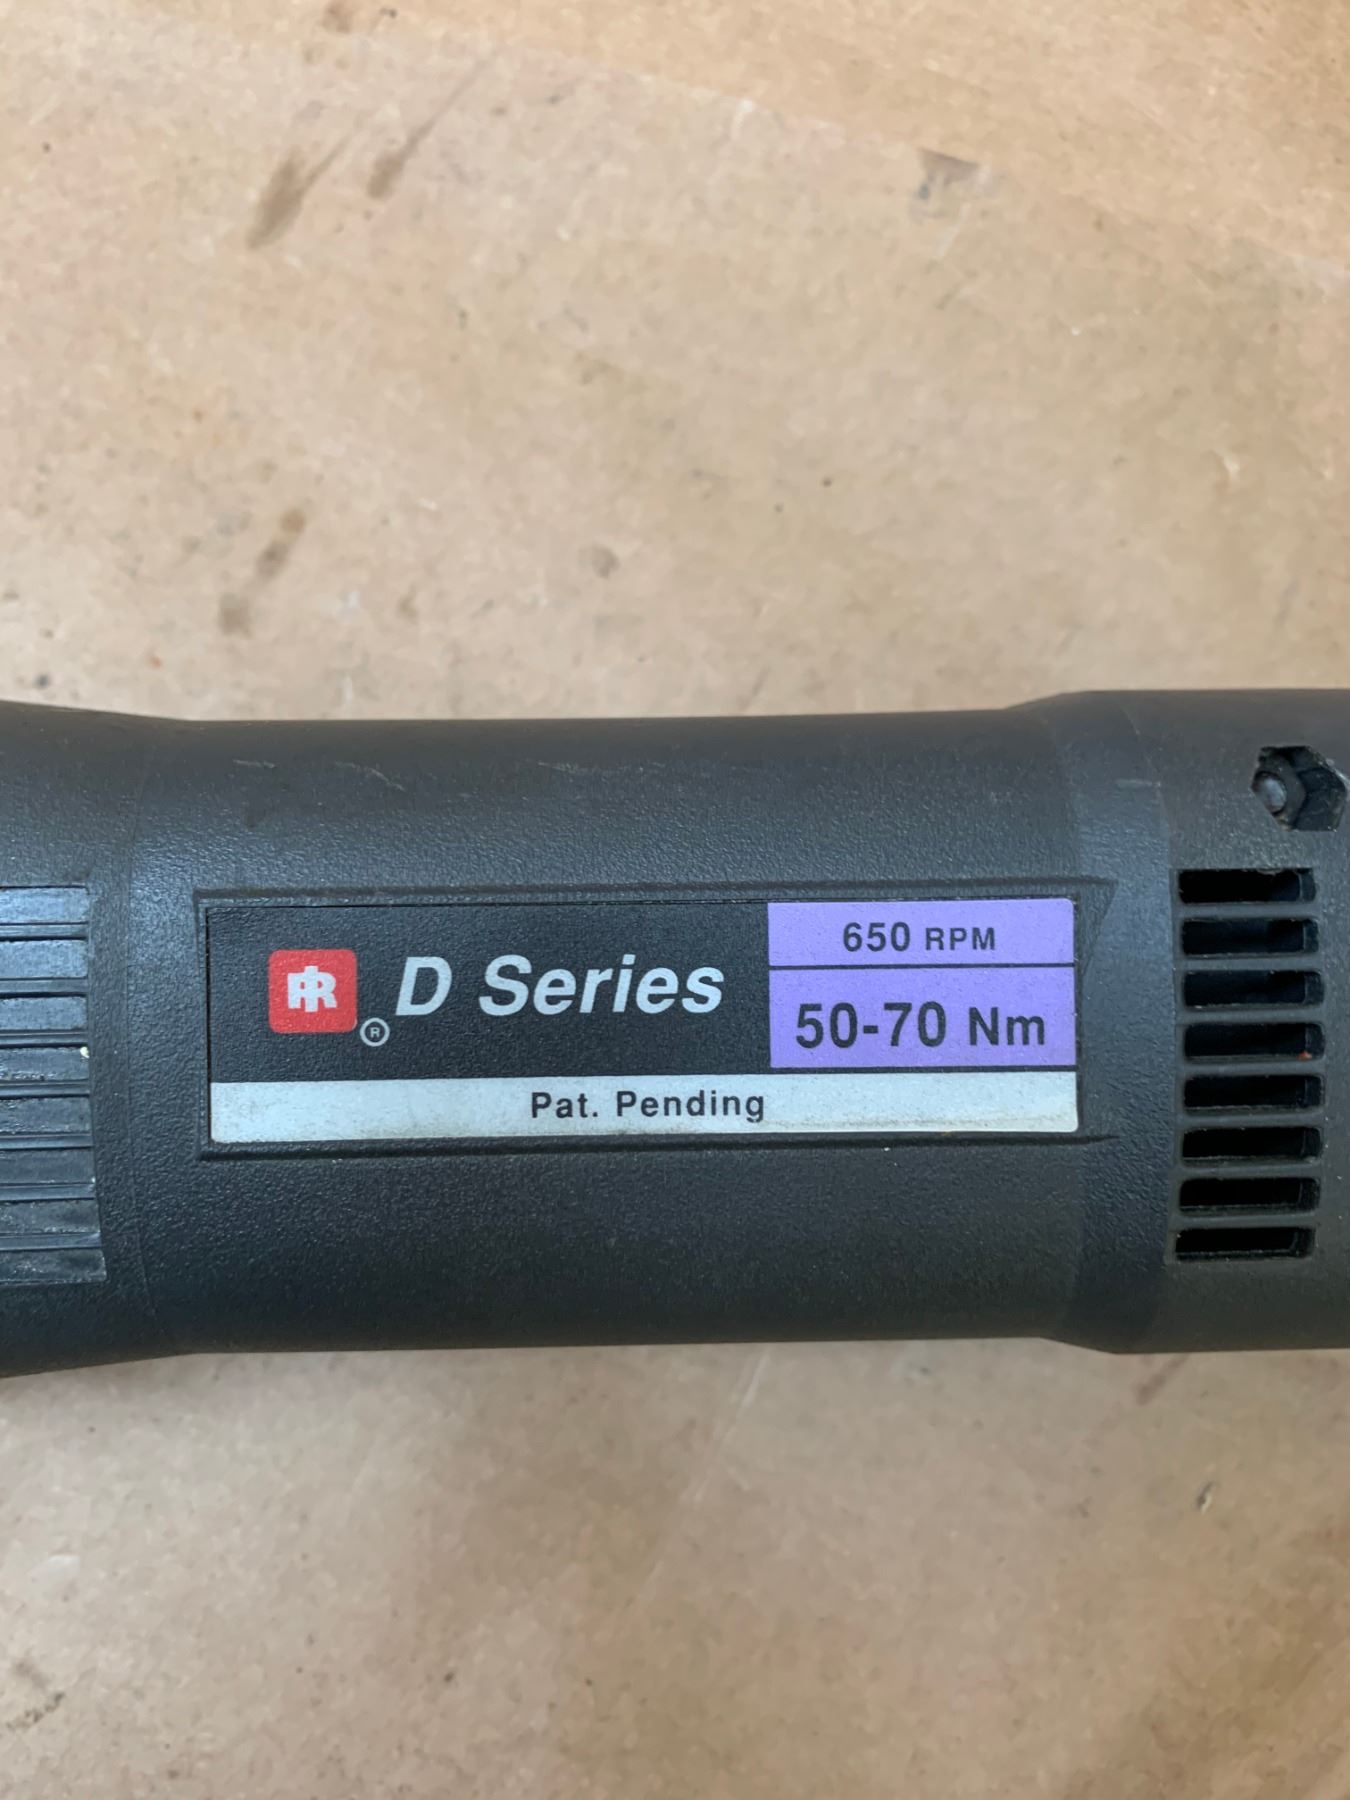 IR
® D Series
650 RPM
50-70 Nm
Pat. Pending